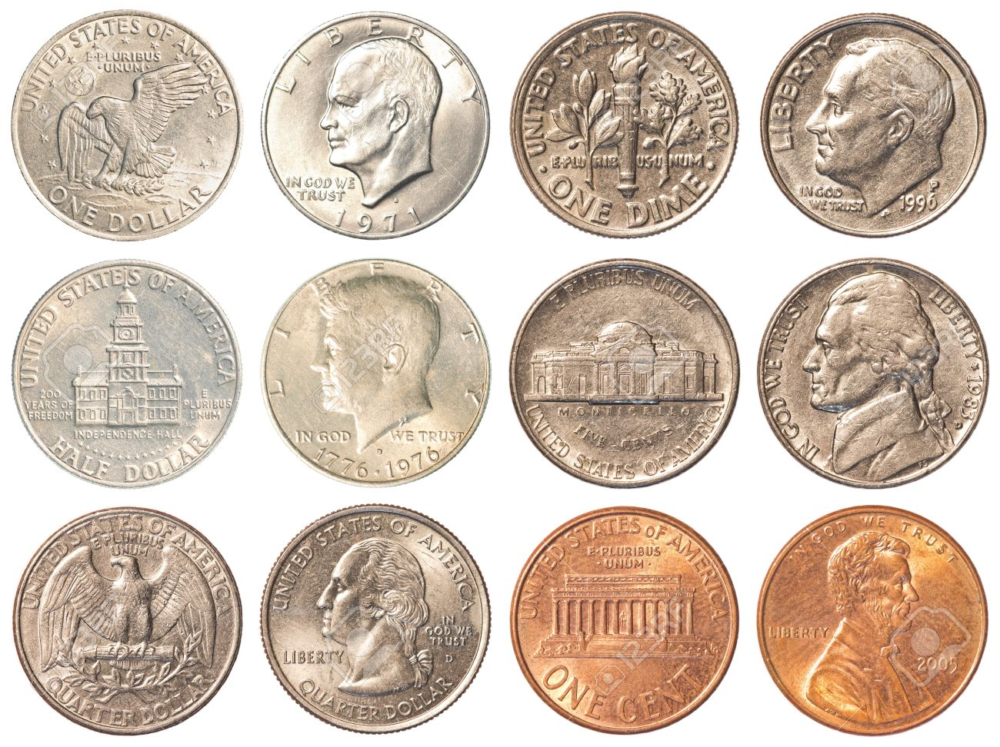 UNITED STATES OF AMERICA
E·PLURIBUS
·UNUM·
ONE DOLLAR
LIBERTY
IN GOD WE
TRUST
1971
UNITED STATES OF AMERICA
E·PLURIBUS UNUM
·ONE DIME·
LIBERTY
IN GOD
WE TRUST
P
1996
UNITED STATES OF AMERICA
200
YEARS OF
FREEDOM
E
PLURIBUS
UNUM
INDEPENDENCE HALL
HALF DOLLAR
LIBERTY
IN GOD WE TRUST
D
1776·1976
E PLURIBUS UNUM
MONTICELLO
FIVE CENTS
UNITED STATES OF AMERICA
IN GOD WE TRUST
LIBERTY·1983
UNITED STATES OF AMERICA
E PLURIBUS
UNUM
QUARTER DOLLAR
UNITED STATES OF AMERICA
IN
GOD WE
TRUST
LIBERTY
D
QUARTER DOLLAR
UNITED STATES OF AMERICA
E·PLURIBUS
·UNUM·
ONE CENT
IN GOD WE TRUST
LIBERTY
2005